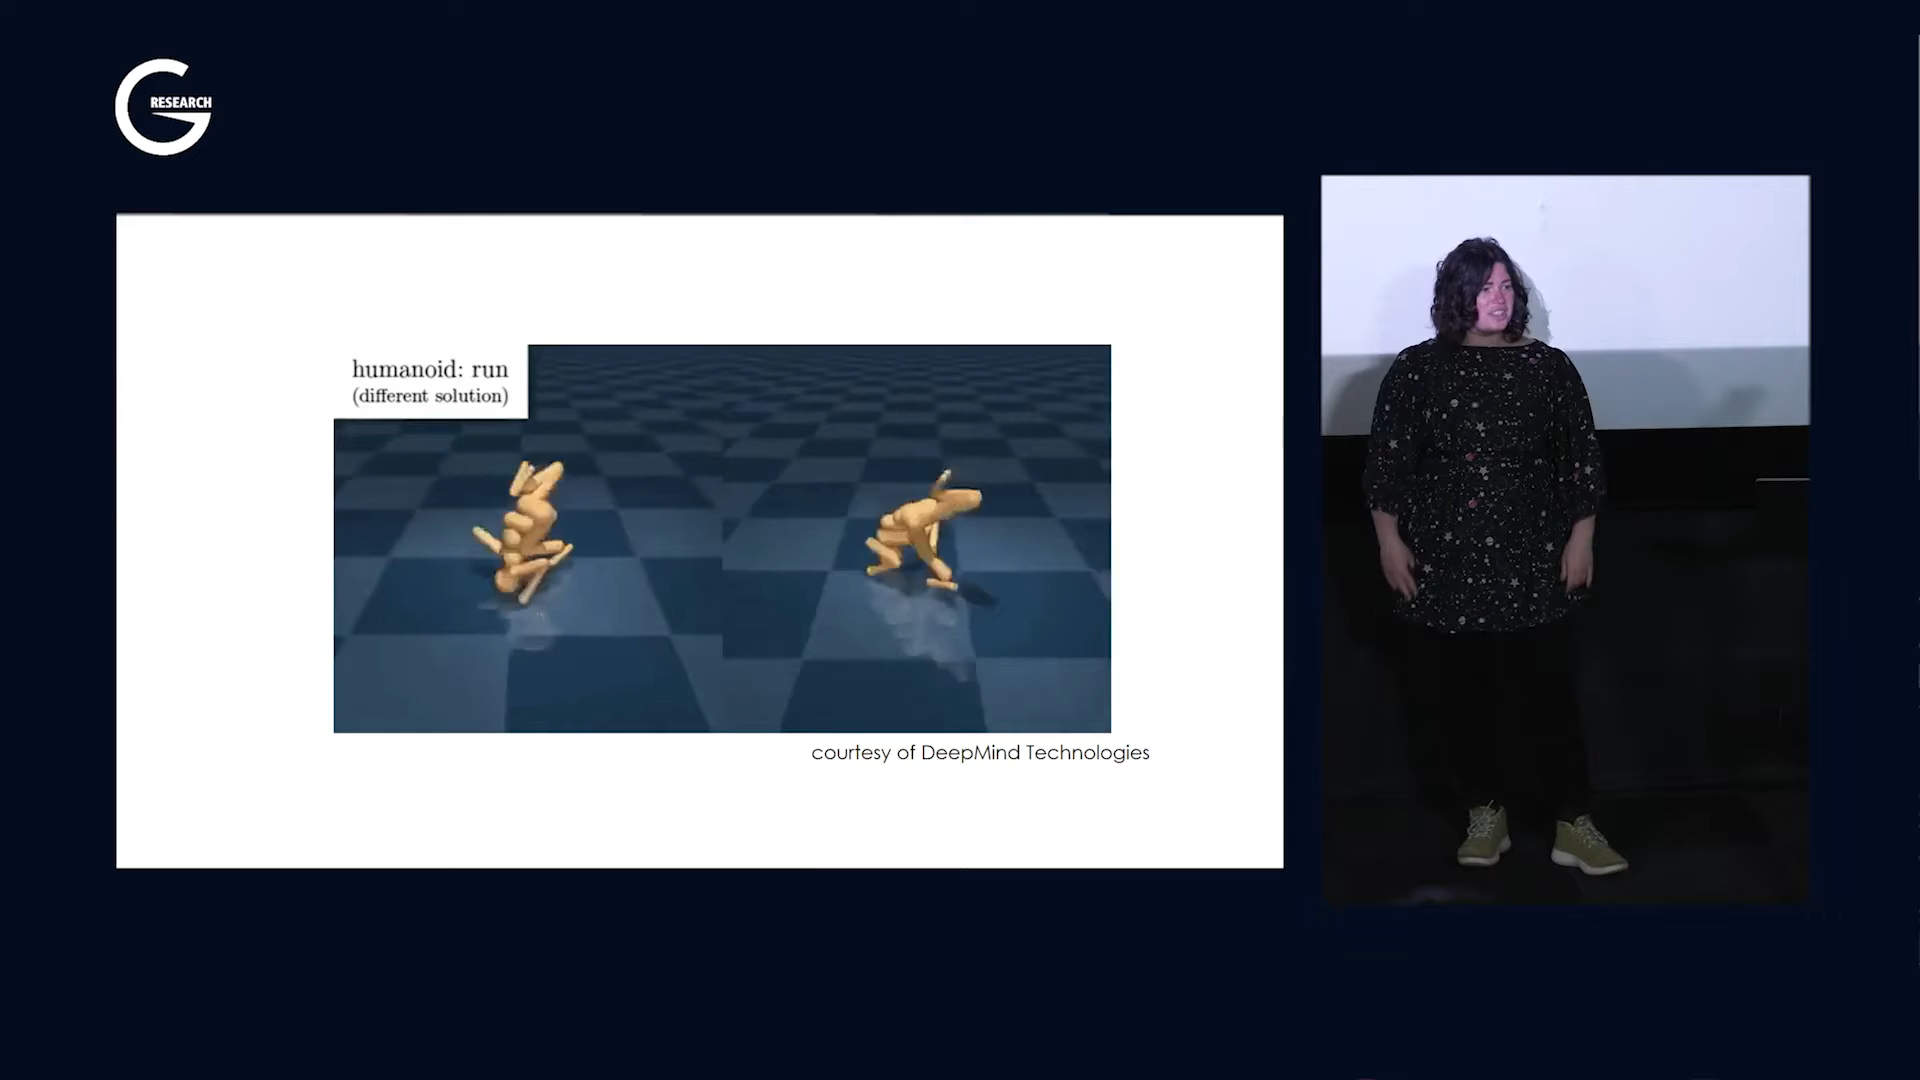 RESEARCH
humanoid: run
(different solution)
courtesy of DeepMind Technologies